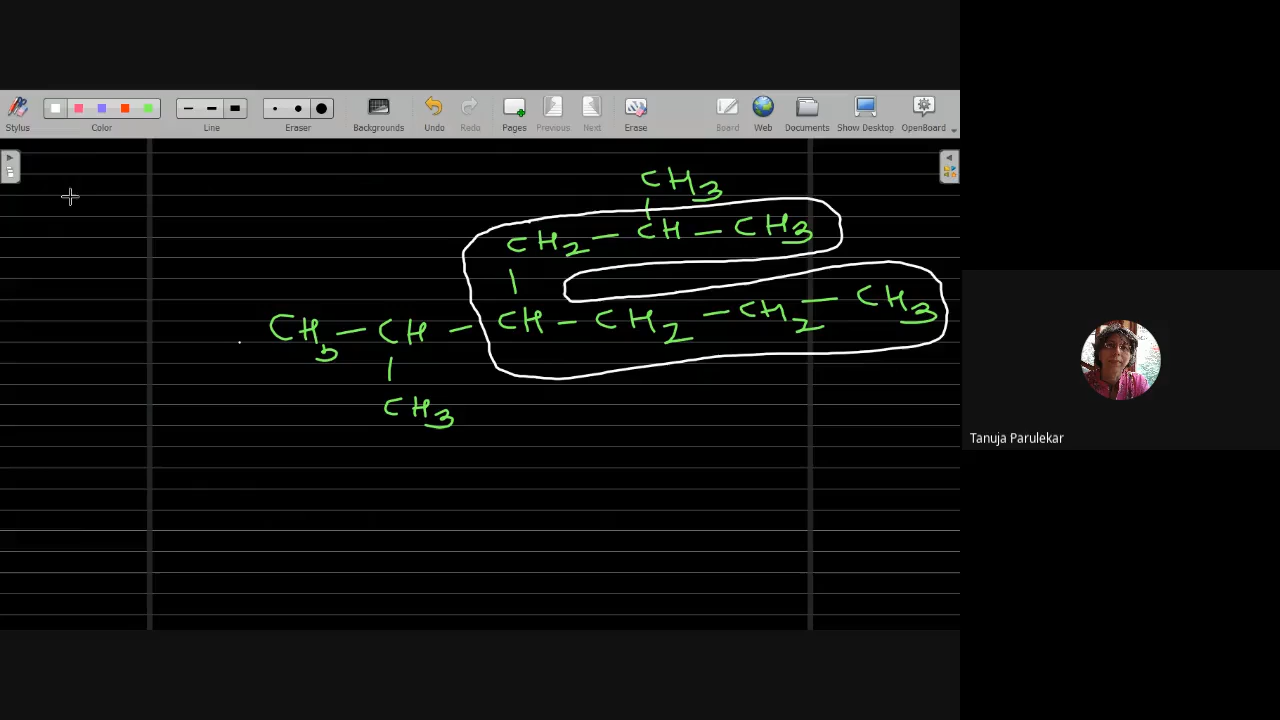 Stylus Color Line Eraser Backgrounds Undo Redo Pages Previous Next Erase Board Web Documents Show Desktop OpenBoard
CH3
CH2 – CH – CH3
CH3 – CH – CH – CH2 – CH2 – CH3
CH3
Tanuja Parulekar